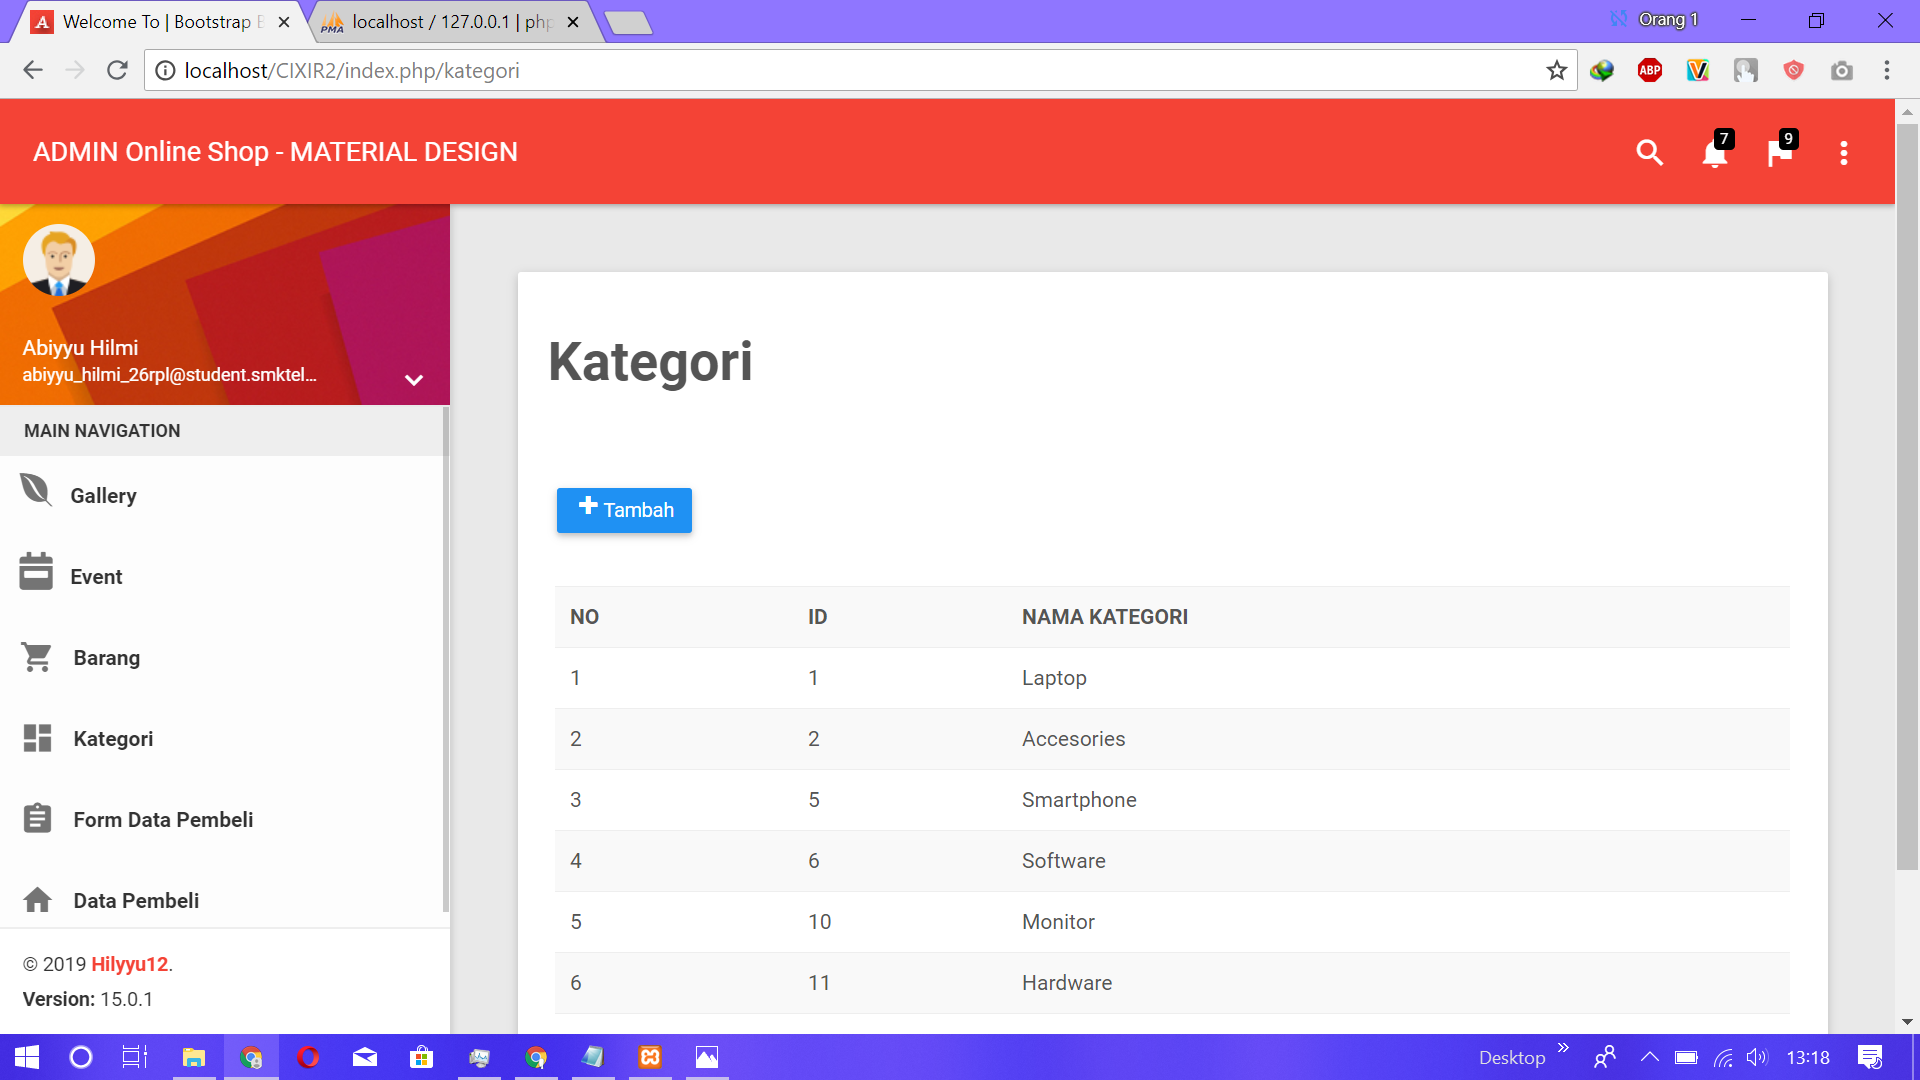 Welcome To | Bootstrap B
localhost / 127.0.0.1 | php
Orang 1
localhost/CIXIR2/index.php/kategori
ABP
ADMIN Online Shop - MATERIAL DESIGN
7
9
Abiyyu Hilmi
abiyyu_hilmi_26rpl@student.smktel...
MAIN NAVIGATION
Gallery
Event
Barang
Kategori
Form Data Pembeli
Data Pembeli
© 2019 Hilyyu12.
Version: 15.0.1
Kategori
Tambah
NO ID NAMA KATEGORI
1 1 Laptop
2 2 Accesories
3 5 Smartphone
4 6 Software
5 10 Monitor
6 11 Hardware
Desktop
13:18